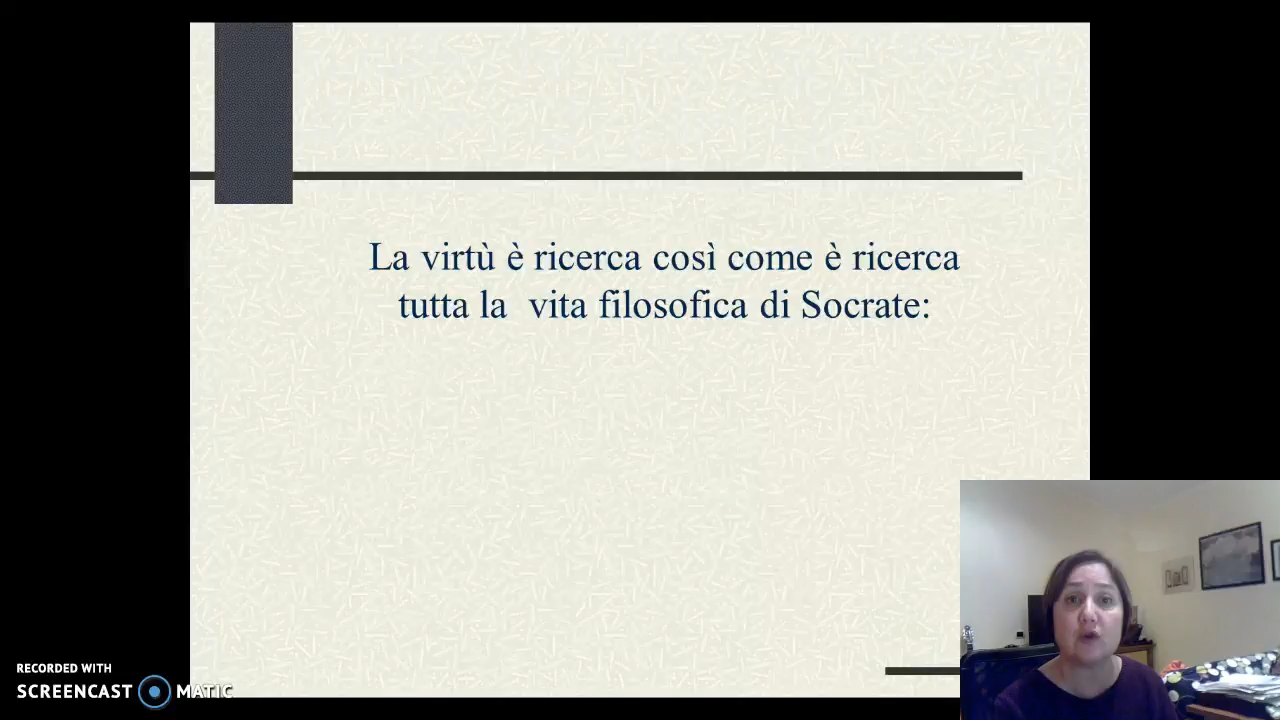 La virtù è ricerca così come è ricerca
tutta la vita filosofica di Socrate:
RECORDED WITH
SCREENCAST MATIC